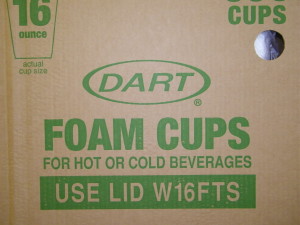 16
ounce
CUPS
actual
cup size
DART
®
FOAM CUPS
FOR HOT OR COLD BEVERAGES
USE LID W16FTS